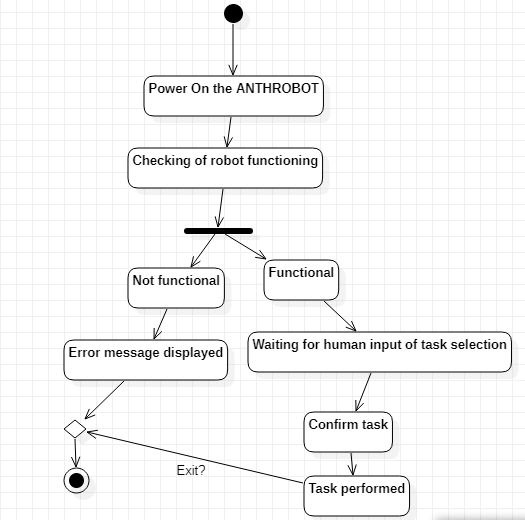 Power On the ANTHROBOT
Checking of robot functioning
Not functional
Functional
Error message displayed
Waiting for human input of task selection
Confirm task
Exit?
Task performed